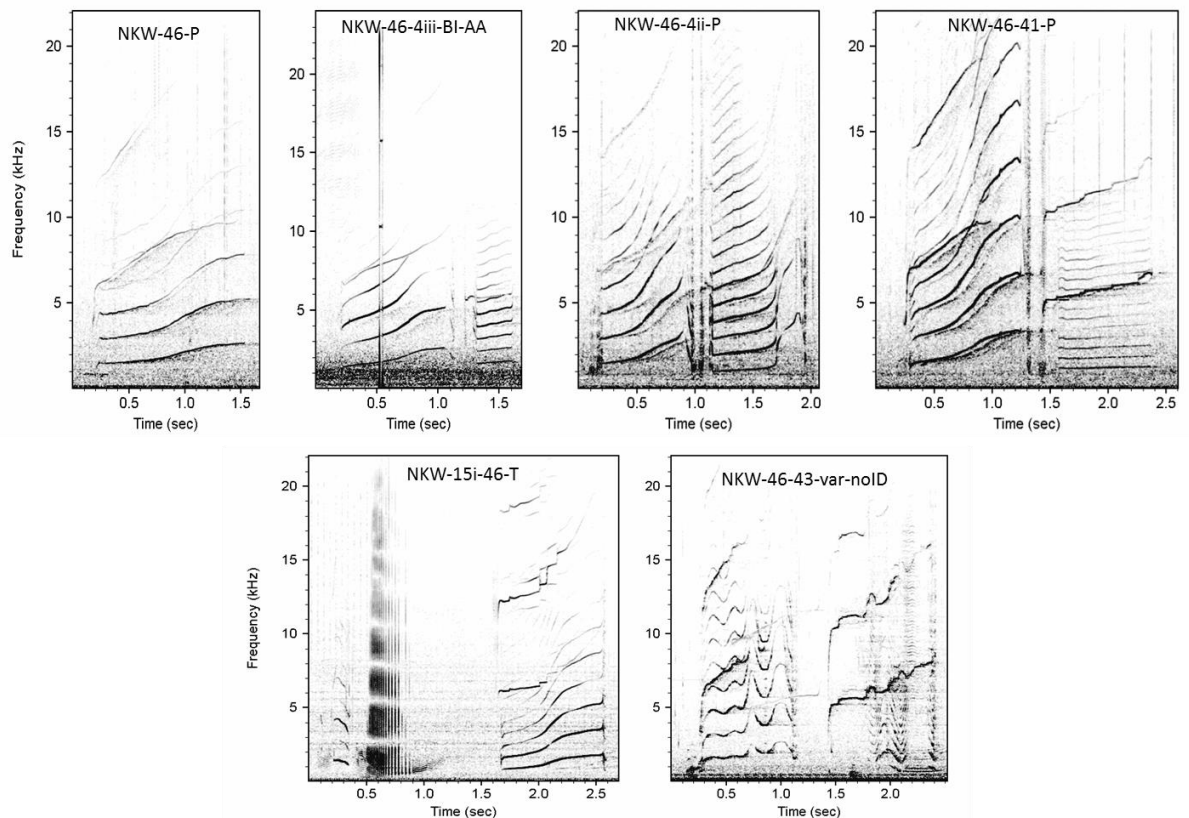 NKW-46-P
NKW-46-4iii-BI-AA
NKW-46-4ii-P
NKW-46-41-P
Frequency (kHz)
20
15
10
5
0.5 1.0 1.5
Time (sec)
20
15
10
5
0.5 1.0 1.5
Time (sec)
20
15
10
5
0.5 1.0 1.5 2.0
Time (sec)
20
15
10
5
0.5 1.0 1.5 2.0 2.5
Time (sec)
NKW-15i-46-T
NKW-46-43-var-noID
Frequency (kHz)
20
15
10
5
0.5 1.0 1.5 2.0 2.5
Time (sec)
20
15
10
5
0.5 1.0 1.5 2.0
Time (sec)